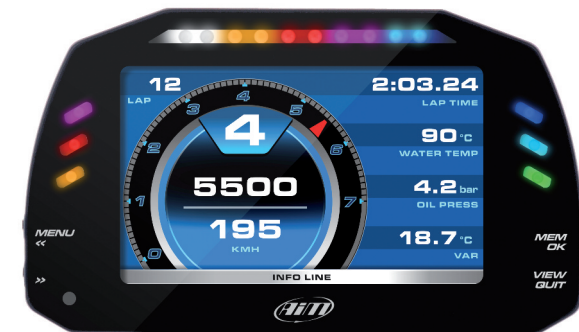 12
LAP
2:03.24
LAP TIME
4
90 °C
WATER TEMP
5500
4.2 bar
OIL PRESS
195
KMH
18.7 °C
VAR
0
1
2
3
4
5
6
7
INFO LINE
MENU
<<
>>
MEM
OK
VIEW
QUIT
AiM